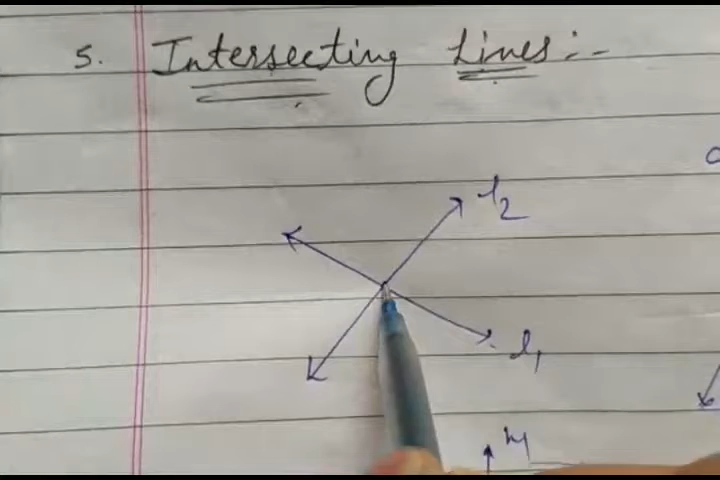 5. Intersecting Lines :-
l2
l1